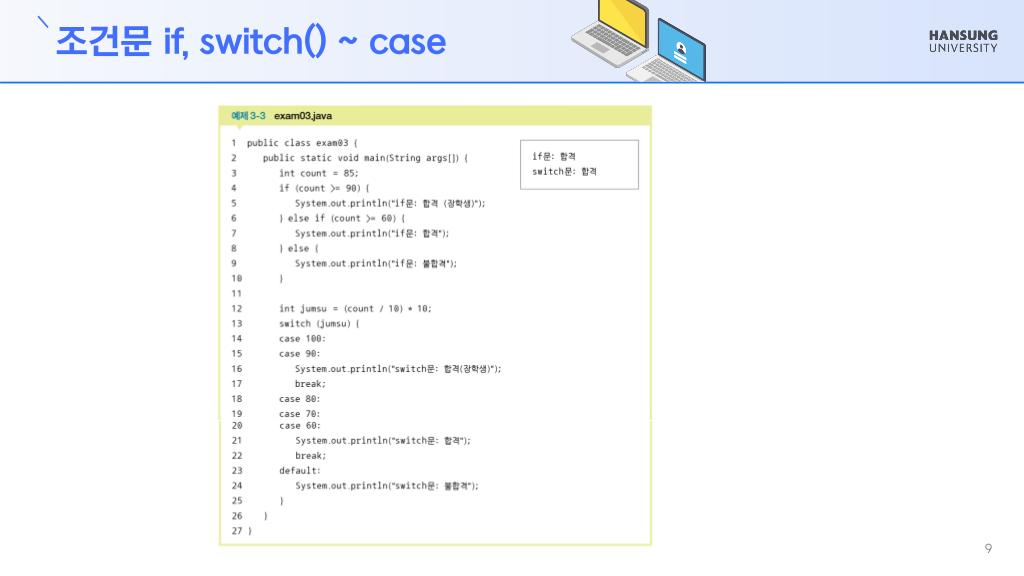 조건문 if, switch() ~ case
HANSUNG
UNIVERSITY
예제 3-3 exam03.java
1 public class exam03 {
2 public static void main(String args[]) {
3 int count = 85;
4 if (count >= 90) {
5 System.out.println("if문: 합격 (장학생)");
6 } else if (count >= 60) {
7 System.out.println("if문: 합격");
8 } else {
9 System.out.println("if문: 불합격");
10 }
11
12 int jumsu = (count / 10) * 10;
13 switch (jumsu) {
14 case 100:
15 case 90:
16 System.out.println("switch문: 합격(장학생)");
17 break;
18 case 80:
19 case 70:
20 case 60:
21 System.out.println("switch문: 합격");
22 break;
23 default:
24 System.out.println("switch문: 불합격");
25 }
26 }
27 }
if문: 합격
switch문: 합격
9